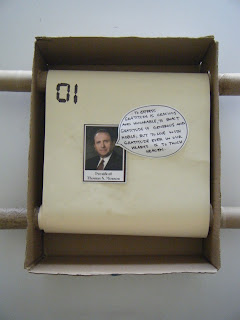 01
TO EXPRESS
GRATITUDE IS GRACIOUS
AND HONORABLE, TO ENACT
GRATITUDE IS GENEROUS AND
NOBLE, BUT TO LIVE WITH
GRATITUDE EVER IN OUR
HEARTS IS TO TOUCH
HEAVEN.
President
Thomas S. Monson